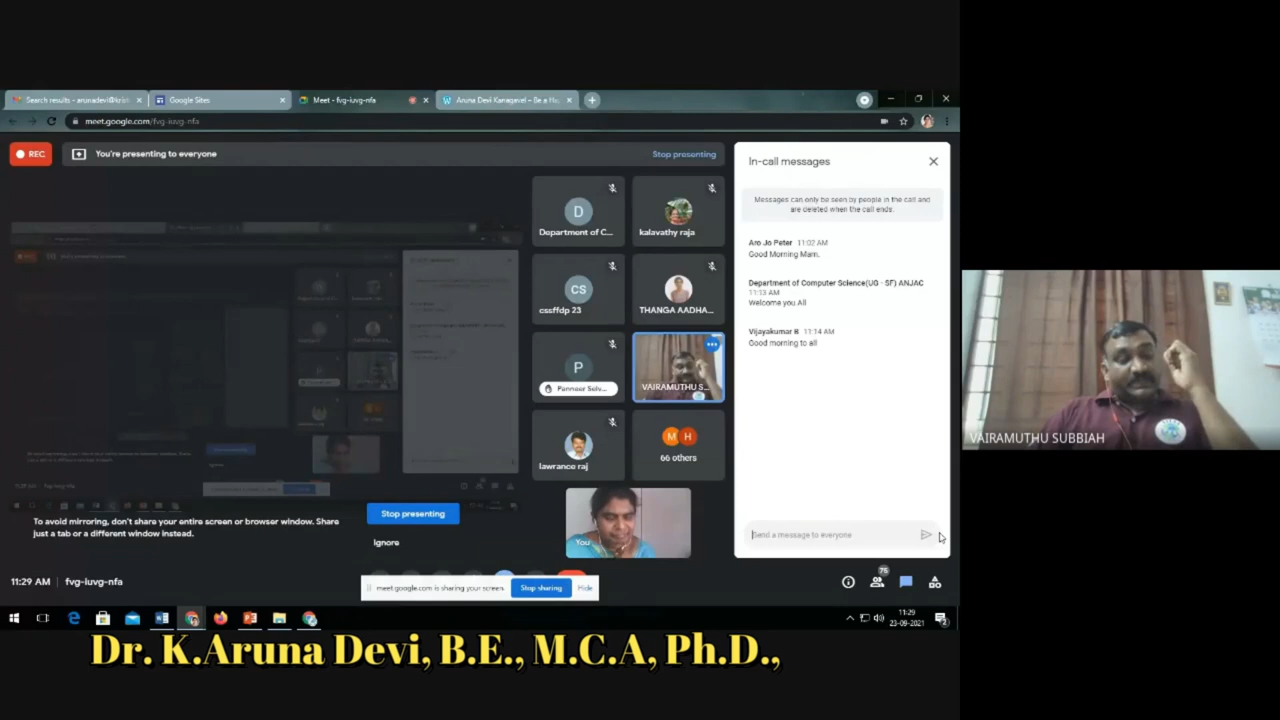 Search results - arunadevi@krist
Google Sites
Meet - fvg-iuvg-nfa
Aruna Devi Kanagavel – Be a Hu
meet.google.com/fvg-iuvg-nfa
REC
You're presenting to everyone
Stop presenting
In-call messages
Messages can only be seen by people in the call and
are deleted when the call ends.
Aro Jo Peter 11:02 AM
Good Morning Mam.
Department of Computer Science(UG - SF) ANJAC
11:13 AM
Welcome you All
Vijayakumar B 11:14 AM
Good morning to all
Send a message to everyone
D
Department of C...
kalavathy raja
CS
cssffdp 23
THANGA AADHA...
P
Panneer Selv...
VAIRAMUTHU S...
lawrance raj
M H
66 others
You
To avoid mirroring, don't share your entire screen or browser window. Share
just a tab or a different window instead.
Stop presenting
Ignore
11:29 AM | fvg-iuvg-nfa
meet.google.com is sharing your screen.
Stop sharing
Hide
75
11:29
23-09-2021
2
VAIRAMUTHU SUBBIAH
Dr. K.Aruna Devi, B.E., M.C.A, Ph.D.,